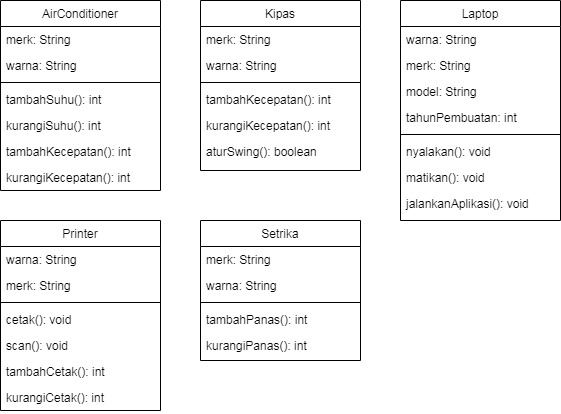 AirConditioner
merk: String
warna: String
tambahSuhu(): int
kurangiSuhu(): int
tambahKecepatan(): int
kurangiKecepatan(): int
Kipas
merk: String
warna: String
tambahKecepatan(): int
kurangiKecepatan(): int
aturSwing(): boolean
Laptop
warna: String
merk: String
model: String
tahunPembuatan: int
nyalakan(): void
matikan(): void
jalankanAplikasi(): void
Printer
warna: String
merk: String
cetak(): void
scan(): void
tambahCetak(): int
kurangiCetak(): int
Setrika
merk: String
warna: String
tambahPanas(): int
kurangiPanas(): int